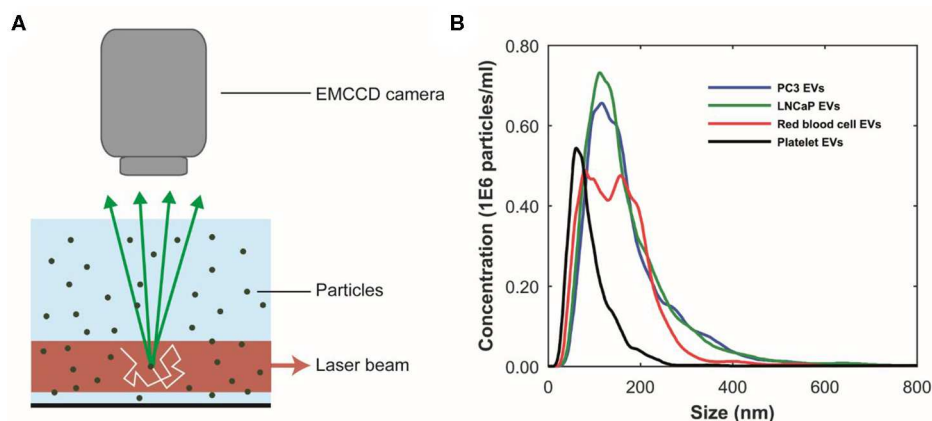 A
EMCCD camera
Particles
Laser beam
B
Concentration (1E6 particles/ml)
0.80
0.60
0.40
0.20
0.00
PC3 EVs
LNCaP EVs
Red blood cell EVs
Platelet EVs
0 200 400 600 800
Size (nm)